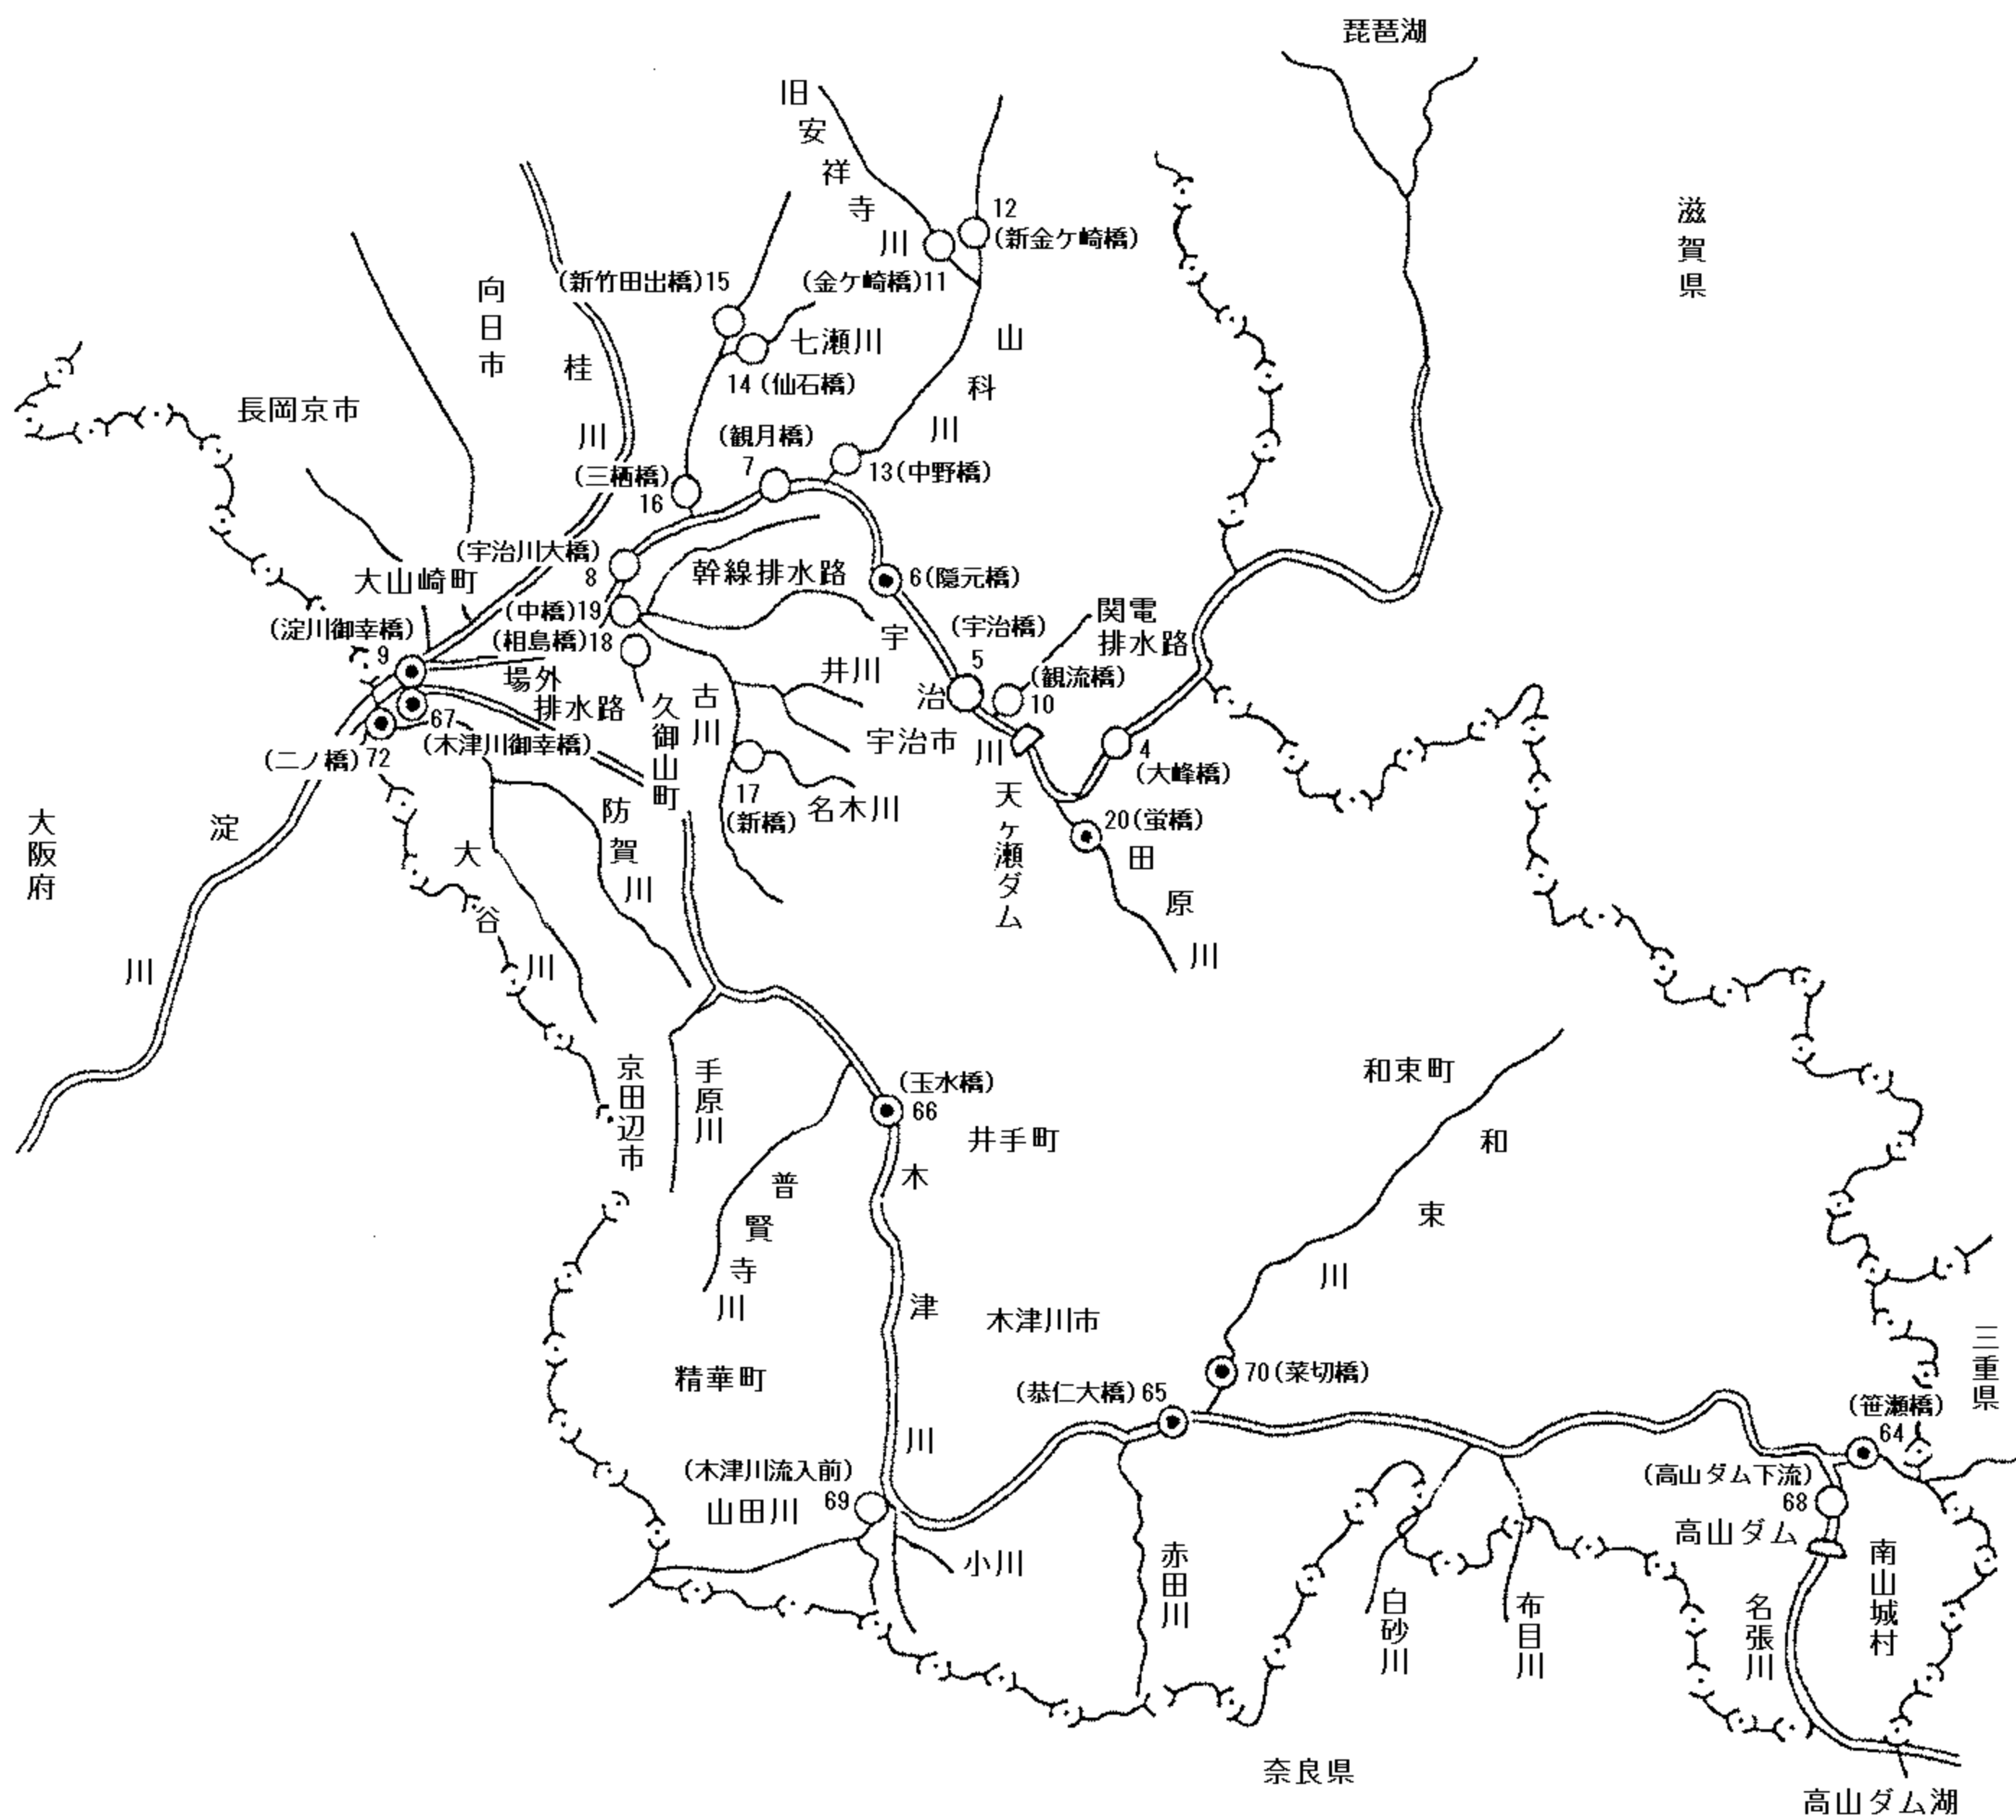 琵琶湖
滋賀県
旧安祥寺川
12
(新金ケ崎橋)
(金ケ崎橋)11
(新竹田出橋)15
七瀬川
14(仙石橋)
山科川
向日市
桂川
長岡京市
(観月橋)
7
13(中野橋)
(三栖橋)
16
(宇治川大橋)
8
幹線排水路
6(隠元橋)
大山崎町
(中橋)19
(淀川御幸橋)
9
(相島橋)18
場外
排水路
宇治川
(宇治橋)
5
関電
排水路
(観流橋)
10
井川
古川
久御山町
宇治市
67
(木津川御幸橋)
(二ノ橋)72
4
(大峰橋)
天ヶ瀬ダム
17
(新橋)
名木川
20(蛍橋)
田原川
防賀川
大谷川
大阪府
淀川
京田辺市
手原川
(玉水橋)
66
井手町
和束町
和束川
普賢寺川
木津川
木津川市
精華町
70(菜切橋)
(恭仁大橋)65
三重県
(笹瀬橋)
64
(高山ダム下流)
68
高山ダム
(木津川流入前)
69
山田川
小川
赤田川
白砂川
布目川
名張川
南山城村
奈良県
高山ダム湖